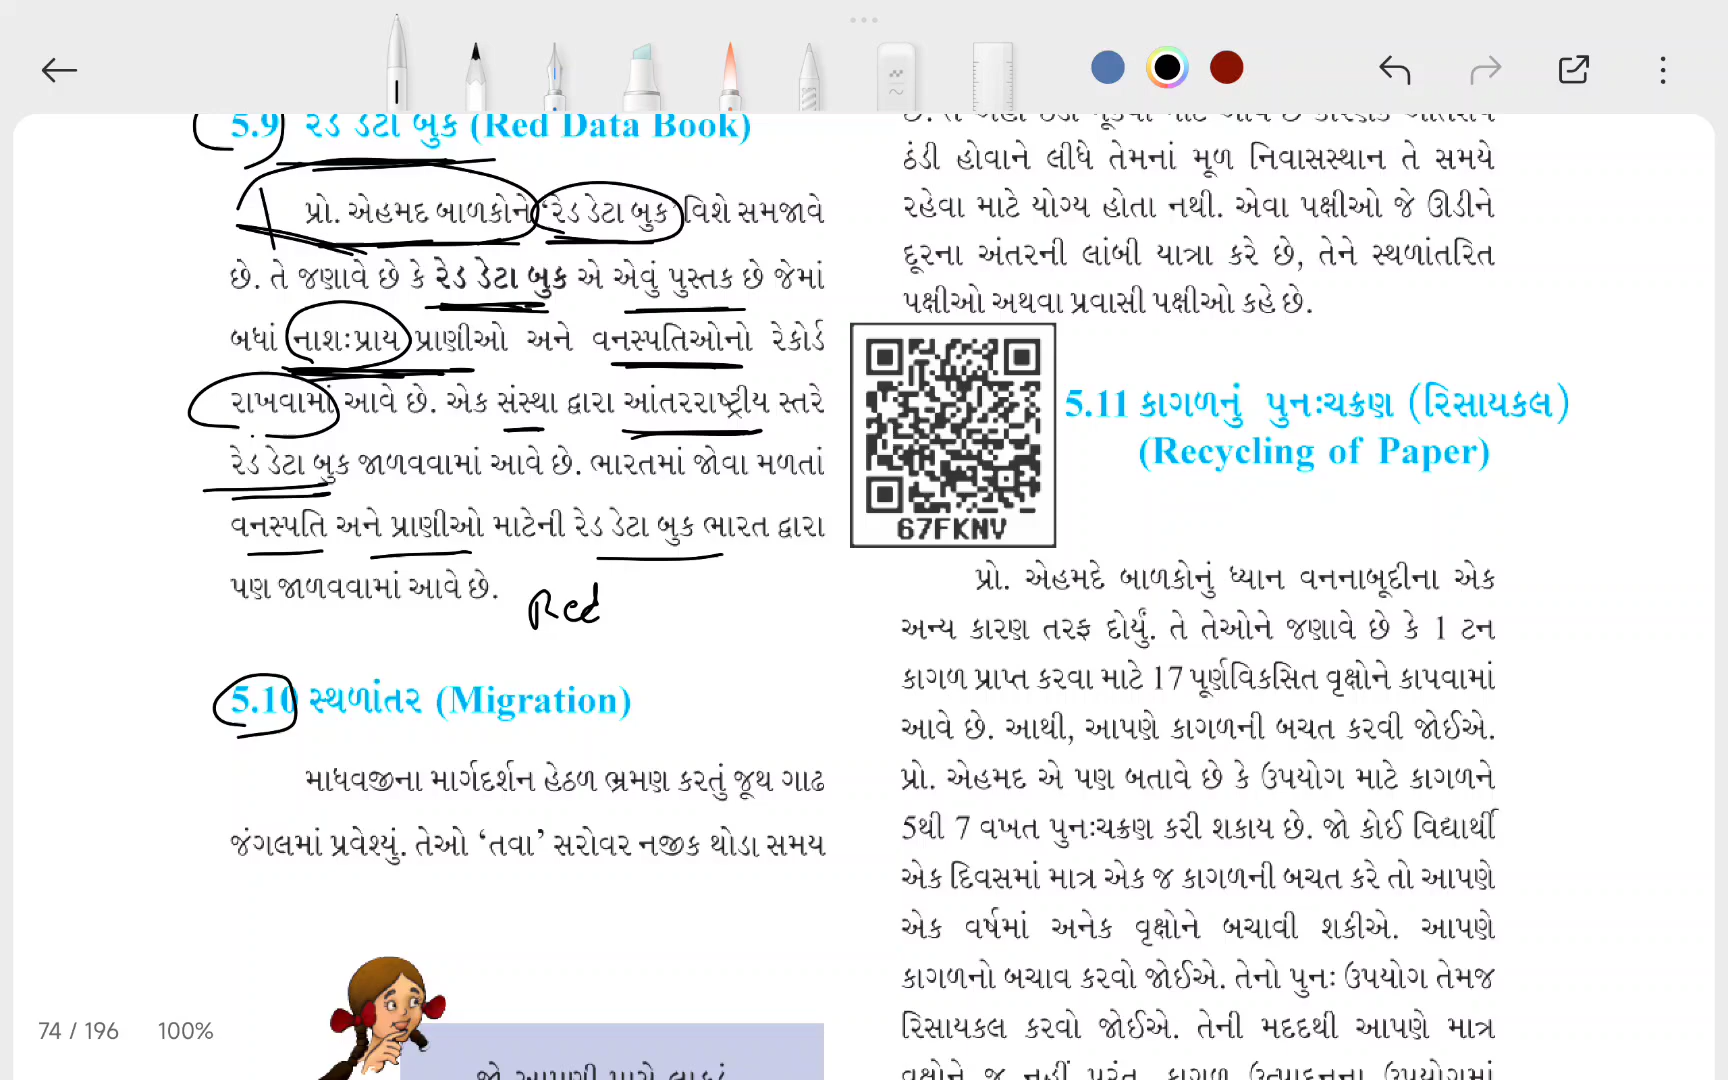 5.9 રેડ ડેટા બુક (Red Data Book)
પ્રો. એહમદ બાળકોને ‘રેડ ડેટા બુક’ વિશે સમજાવે
છે. તે જણાવે છે કે રેડ ડેટા બુક એ એવું પુસ્તક છે જેમાં
બધાં નાશઃપ્રાય પ્રાણીઓ અને વનસ્પતિઓનો રેકોર્ડ
રાખવામાં આવે છે. એક સંસ્થા દ્વારા આંતરરાષ્ટ્રીય સ્તરે
રેડ ડેટા બુક જાળવવામાં આવે છે. ભારતમાં જોવા મળતાં
વનસ્પતિ અને પ્રાણીઓ માટેની રેડ ડેટા બુક ભારત દ્વારા
પણ જાળવવામાં આવે છે.
Red
5.10 સ્થળાંતર (Migration)
માધવજીના માર્ગદર્શન હેઠળ ભ્રમણ કરતું જૂથ ગાઢ
જંગલમાં પ્રવેશ્યું. તેઓ ‘તવા’ સરોવર નજીક થોડા સમય
74 / 196 100%
ઠંડી હોવાને લીધે તેમનાં મૂળ નિવાસસ્થાન તે સમયે
રહેવા માટે યોગ્ય હોતા નથી. એવા પક્ષીઓ જે ઊડીને
દૂરના અંતરની લાંબી યાત્રા કરે છે, તેને સ્થળાંતરિત
પક્ષીઓ અથવા પ્રવાસી પક્ષીઓ કહે છે.
67FKNV
5.11 કાગળનું પુનઃચક્રણ (રિસાયકલ)
(Recycling of Paper)
પ્રો. એહમદે બાળકોનું ધ્યાન વનનાબૂદીના એક
અન્ય કારણ તરફ દોર્યું. તે તેઓને જણાવે છે કે 1 ટન
કાગળ પ્રાપ્ત કરવા માટે 17 પૂર્ણવિકસિત વૃક્ષોને કાપવામાં
આવે છે. આથી, આપણે કાગળની બચત કરવી જોઈએ.
પ્રો. એહમદ એ પણ બતાવે છે કે ઉપયોગ માટે કાગળને
5થી 7 વખત પુનઃચક્રણ કરી શકાય છે. જો કોઈ વિદ્યાર્થી
એક દિવસમાં માત્ર એક જ કાગળની બચત કરે તો આપણે
એક વર્ષમાં અનેક વૃક્ષોને બચાવી શકીએ. આપણે
કાગળનો બચાવ કરવો જોઈએ. તેનો પુનઃ ઉપયોગ તેમજ
રિસાયકલ કરવો જોઈએ. તેની મદદથી આપણે માત્ર